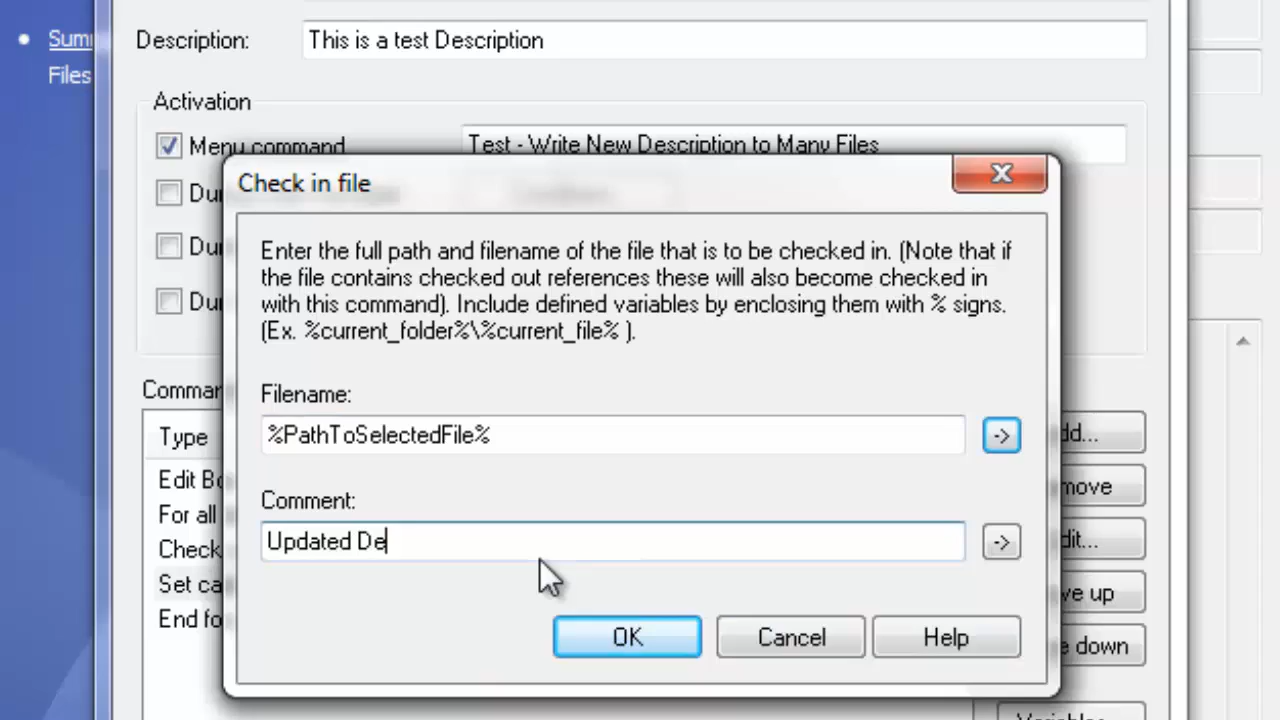 Description:
This is a test Description
Files
Activation
Menu command
Test - Write New Description to Many Files
Check in file
Enter the full path and filename of the file that is to be checked in. (Note that if
the file contains checked out references these will also become checked in
with this command). Include defined variables by enclosing them with % signs.
(Ex. %current_folder%\%current_file% ).
Filename:
%PathToSelectedFile%
->
Comment:
Updated De
->
OK
Cancel
Help
Type
For all
Check
Set ca
End fo